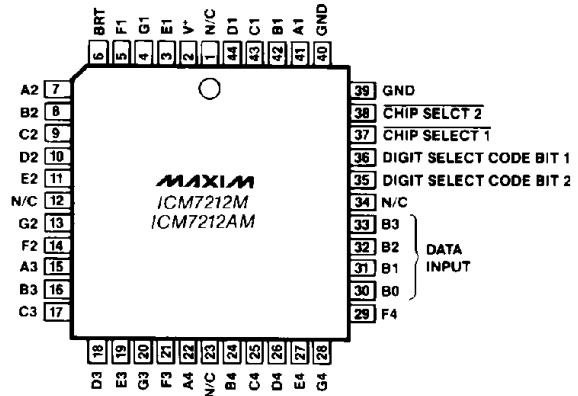 BRT F1 G1 E1 V+ N/C D1 C1 B1 A1 GND
6 5 4 3 2 1 44 43 42 41 40
A2 7
B2 8
C2 9
D2 10
E2 11
N/C 12
G2 13
F2 14
A3 15
B3 16
C3 17
MAXIM
ICM7212M
ICM7212AM
39 GND
38 CHIP SELCT 2
37 CHIP SELECT 1
36 DIGIT SELECT CODE BIT 1
35 DIGIT SELECT CODE BIT 2
34 N/C
33 B3
32 B2
31 B1
30 B0
DATA
INPUT
29 F4
18 19 20 21 22 23 24 25 26 27 28
D3 E3 G3 F3 A4 N/C B4 C4 D4 E4 G4